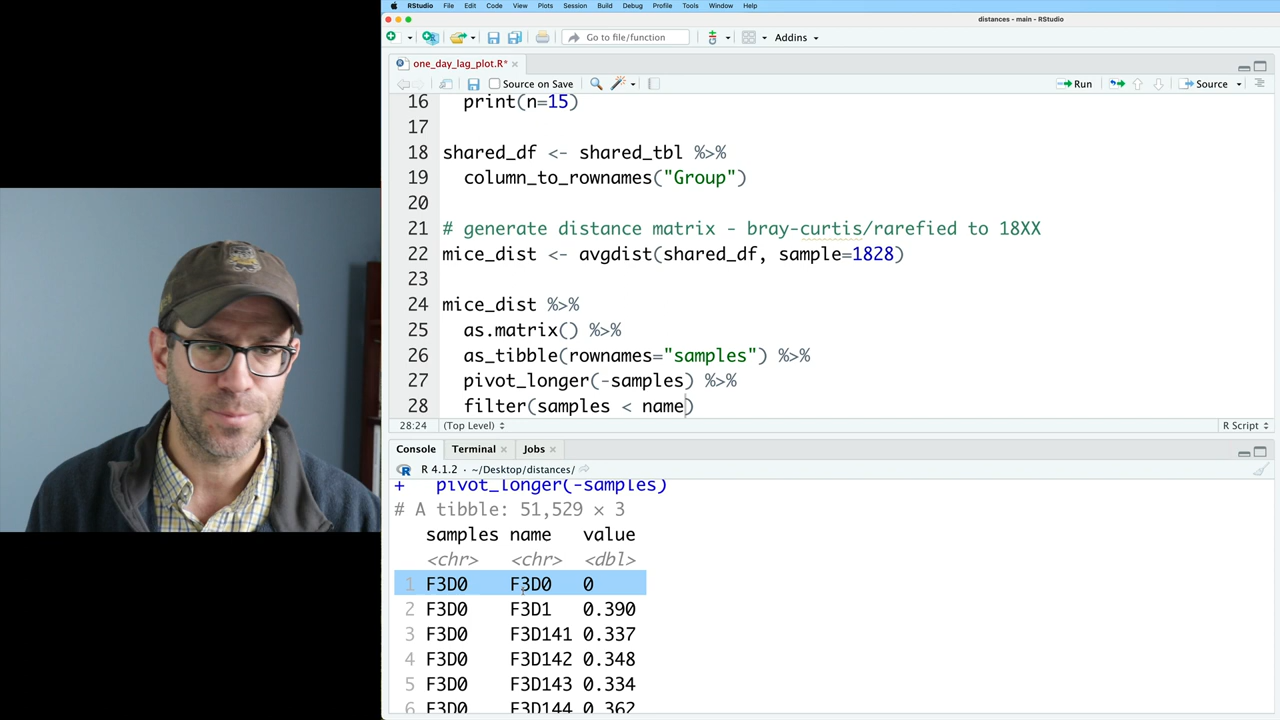 RStudio File Edit Code View Plots Session Build Debug Profile Tools Window Help
distances - main - RStudio
Go to file/function
Addins
one_day_lag_plot.R*
Source on Save
Run
Source
16 print(n=15)
17
18 shared_df <- shared_tbl %>%
19 column_to_rownames("Group")
20
21 # generate distance matrix - bray-curtis/rarefied to 18XX
22 mice_dist <- avgdist(shared_df, sample=1828)
23
24 mice_dist %>%
25 as.matrix() %>%
26 as_tibble(rownames="samples") %>%
27 pivot_longer(-samples) %>%
28 filter(samples < name)
28:24 (Top Level) R Script
Console Terminal Jobs
R 4.1.2 · ~/Desktop/distances/
+ pivot_longer(-samples)
# A tibble: 51,529 × 3
samples name value
<chr> <chr> <dbl>
1 F3D0 F3D0 0
2 F3D0 F3D1 0.390
3 F3D0 F3D141 0.337
4 F3D0 F3D142 0.348
5 F3D0 F3D143 0.334
6 F3D0 F3D144 0.362